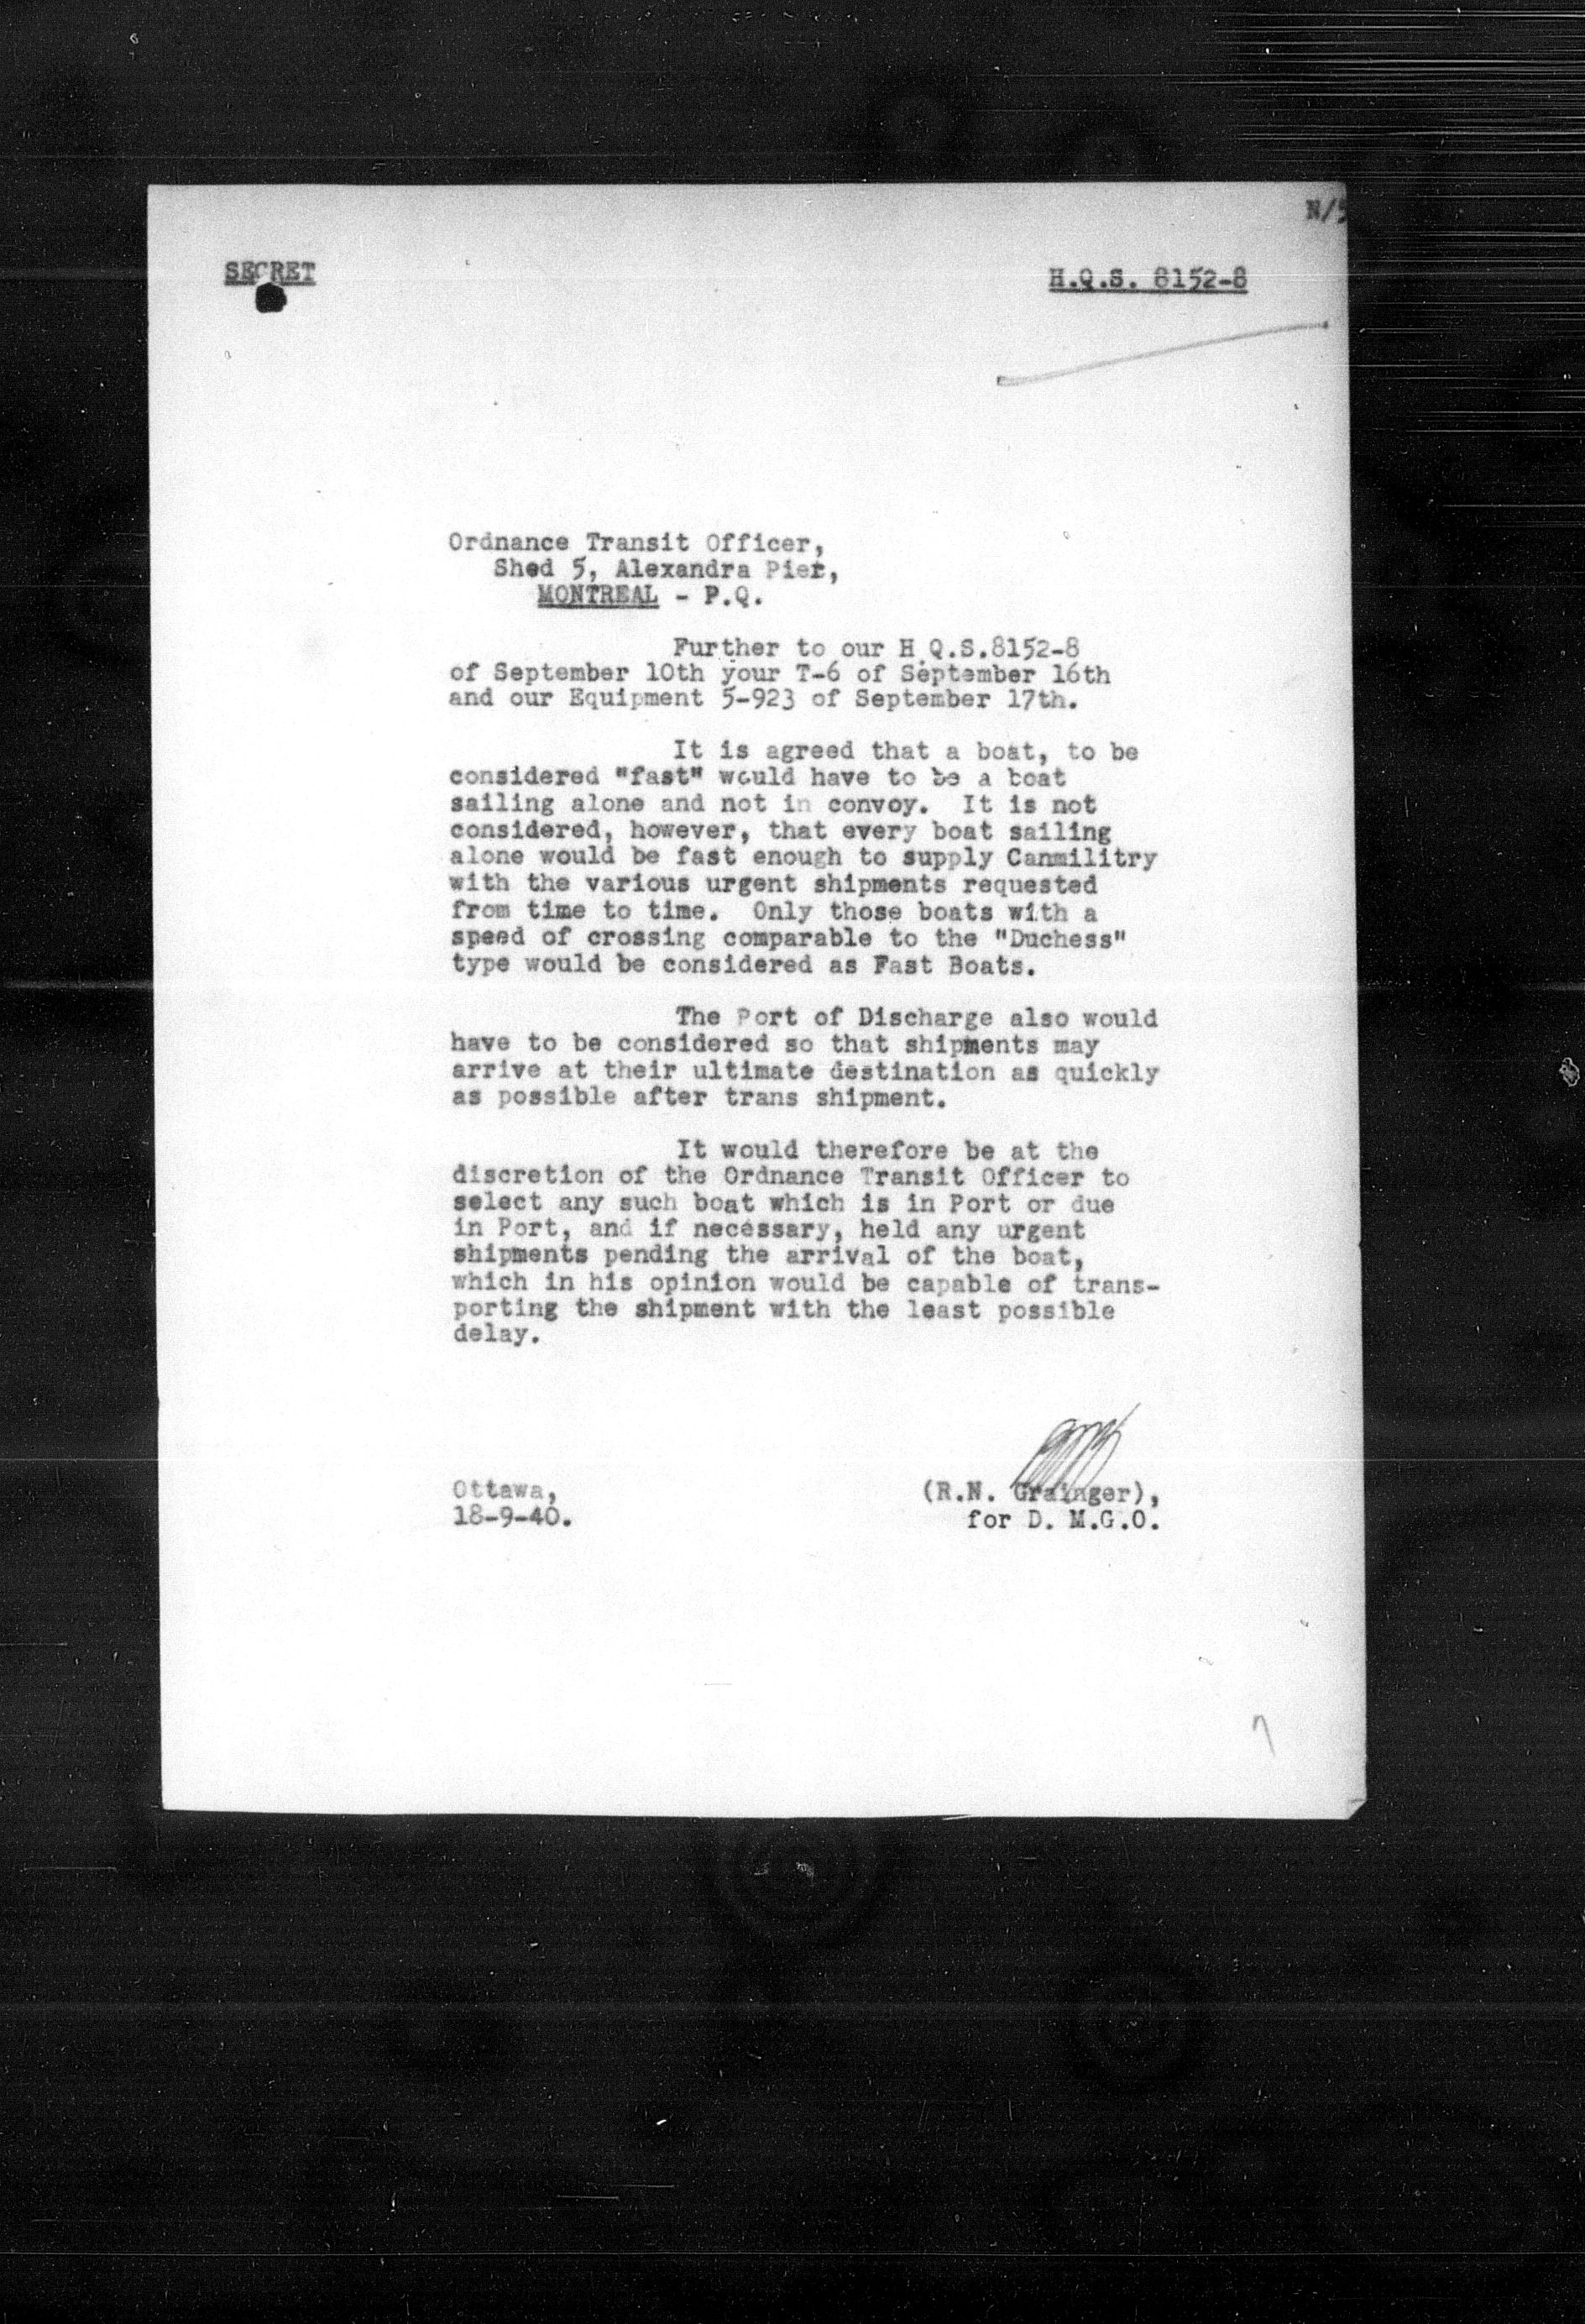 N/5
SECRET
H.Q.S. 8152-8
Ordnance Transit Officer,
Shed 5, Alexandra Pier,
MONTREAL - P.Q.
Further to our H.Q.S.8152-8
of September 10th your T-6 of September 16th
and our Equipment 5-923 of September 17th.
It is agreed that a boat, to be
considered "fast" would have to be a boat
sailing alone and not in convoy. It is not
considered, however, that every boat sailing
alone would be fast enough to supply Canmilitry
with the various urgent shipments requested
from time to time. Only those boats with a
speed of crossing comparable to the "Duchess"
type would be considered as Fast Boats.
The Port of Discharge also would
have to be considered so that shipments may
arrive at their ultimate destination as quickly
as possible after trans shipment.
It would therefore be at the
discretion of the Ordnance Transit Officer to
select any such boat which is in Port or due
in Port, and if necessary, held any urgent
shipments pending the arrival of the boat,
which in his opinion would be capable of trans-
porting the shipment with the least possible
delay.
Ottawa,
18-9-40.
(R.N. Grainger),
for D. M.G.O.